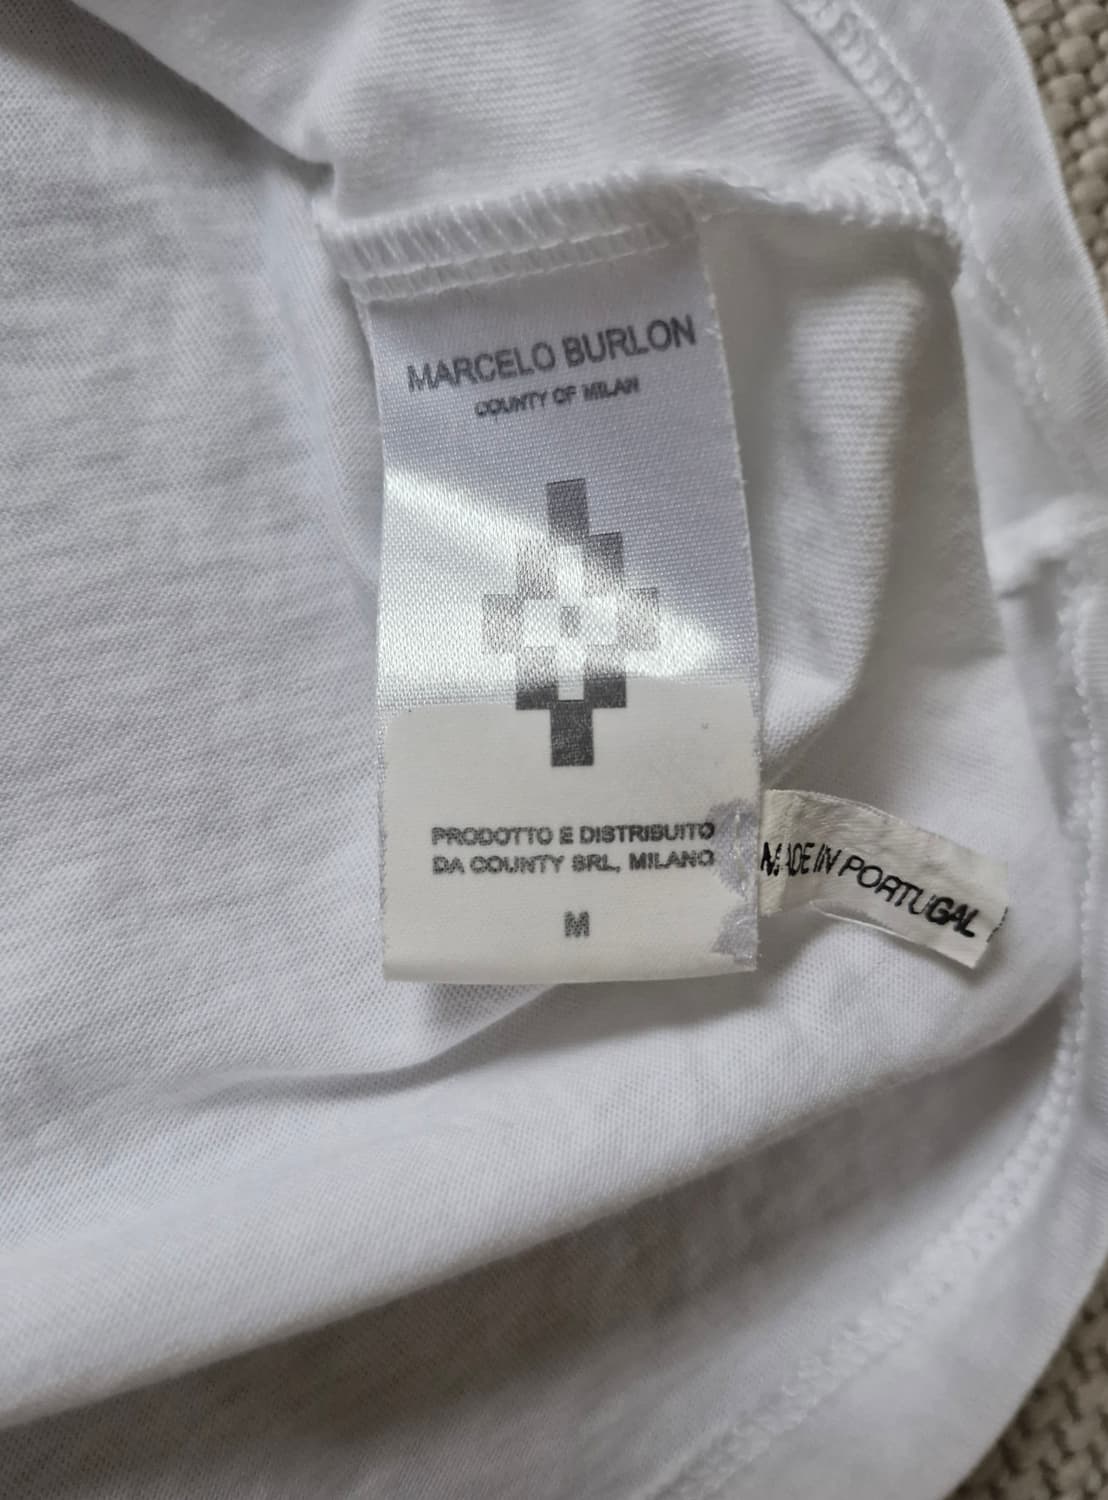 MARCELO BURLON
COUNTY OF MILAN
PRODOTTO E DISTRIBUITO
DA COUNTY SRL, MILANO
M
MADE IN PORTUGAL